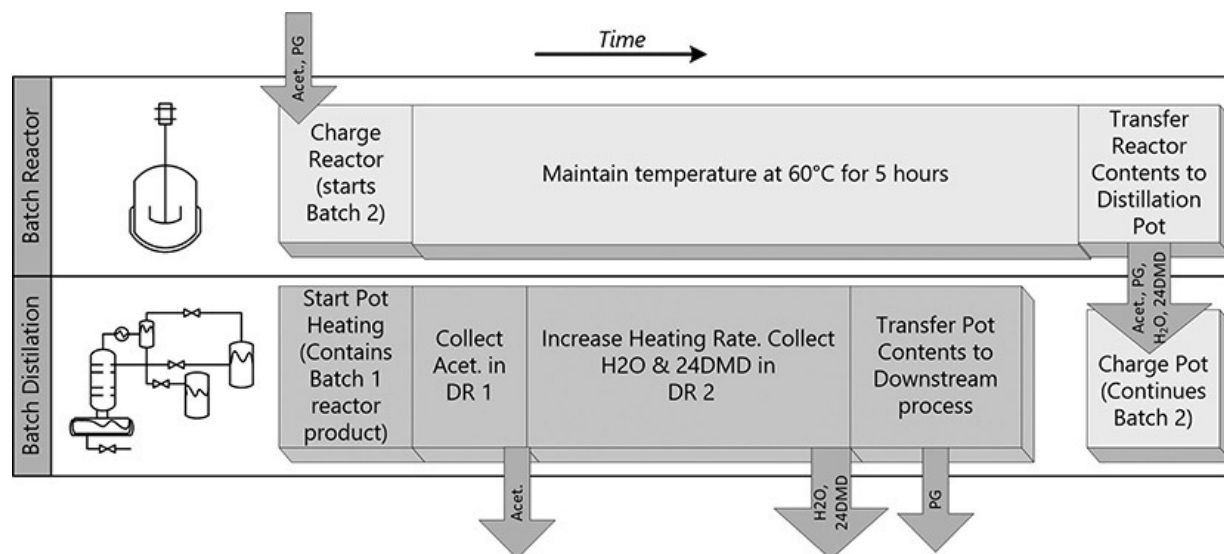 Time
Acet., PG
Batch Reactor
Charge
Reactor
(starts
Batch 2)
Maintain temperature at 60°C for 5 hours
Transfer
Reactor
Contents to
Distillation
Pot
Acet., PG,
H₂O, 24DMD
Batch Distilation
Start Pot
Heating
(Contains
Batch 1
reactor
product)
Collect
Acet. in
DR 1
Increase Heating Rate. Collect
H2O & 24DMD in
DR 2
Transfer Pot
Contents to
Downstream
process
Charge Pot
(Continues
Batch 2)
Acet.
H2O,
24DMD
PG